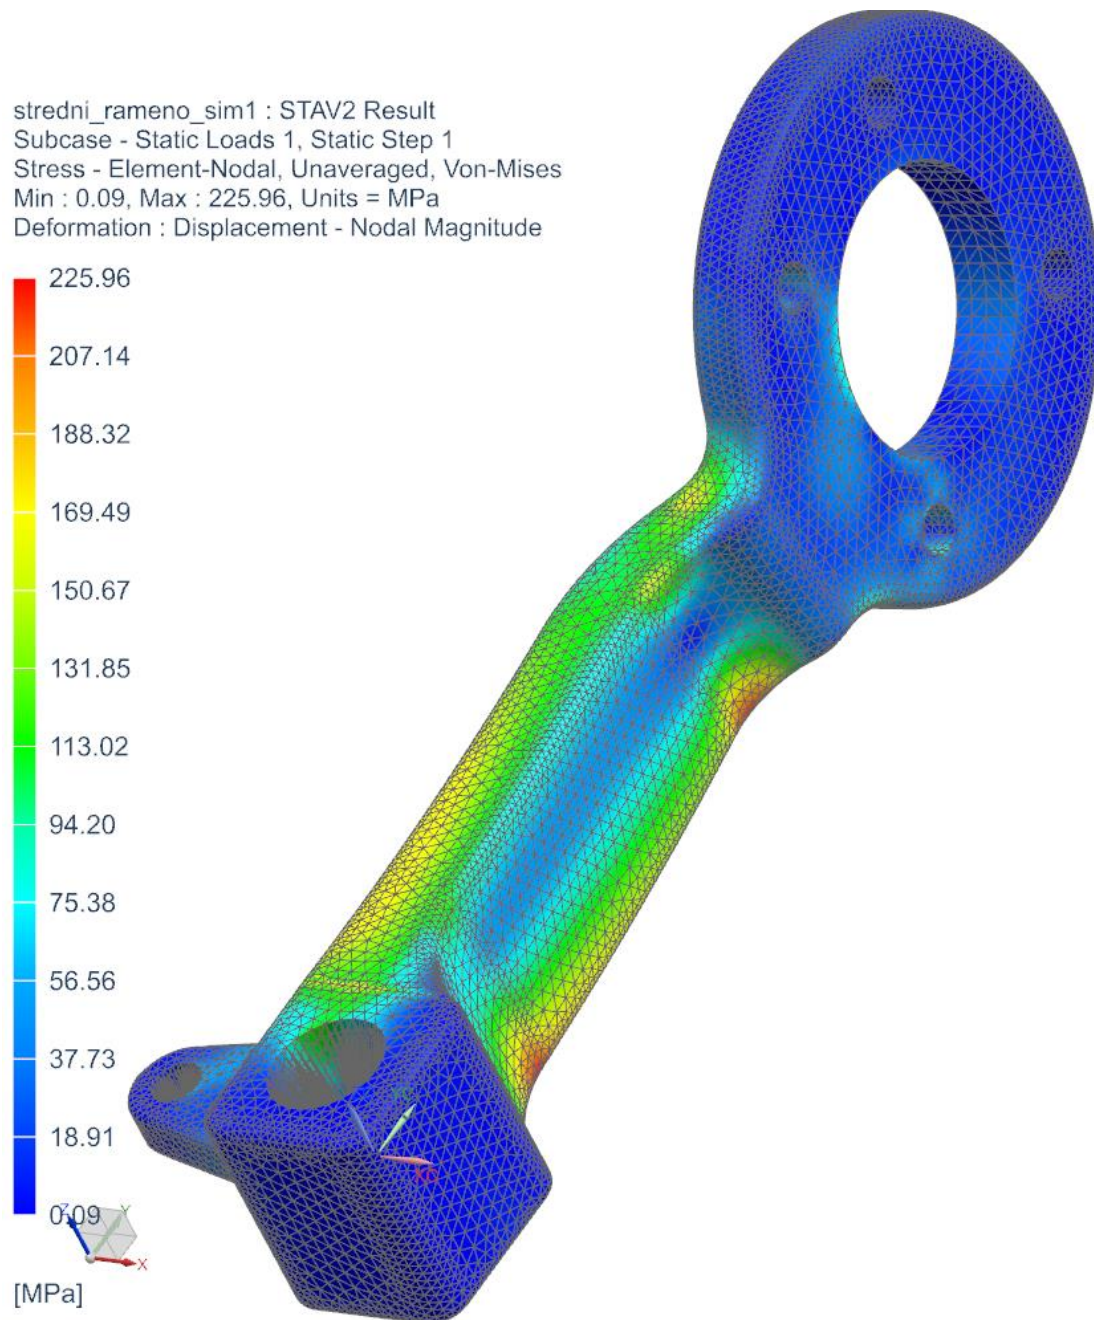 stredni_rameno_sim1 : STAV2 Result
Subcase - Static Loads 1, Static Step 1
Stress - Element-Nodal, Unaveraged, Von-Mises
Min : 0.09, Max : 225.96, Units = MPa
Deformation : Displacement - Nodal Magnitude
225.96
207.14
188.32
169.49
150.67
131.85
113.02
94.20
75.38
56.56
37.73
18.91
0.09
[MPa]
Z
Y
X